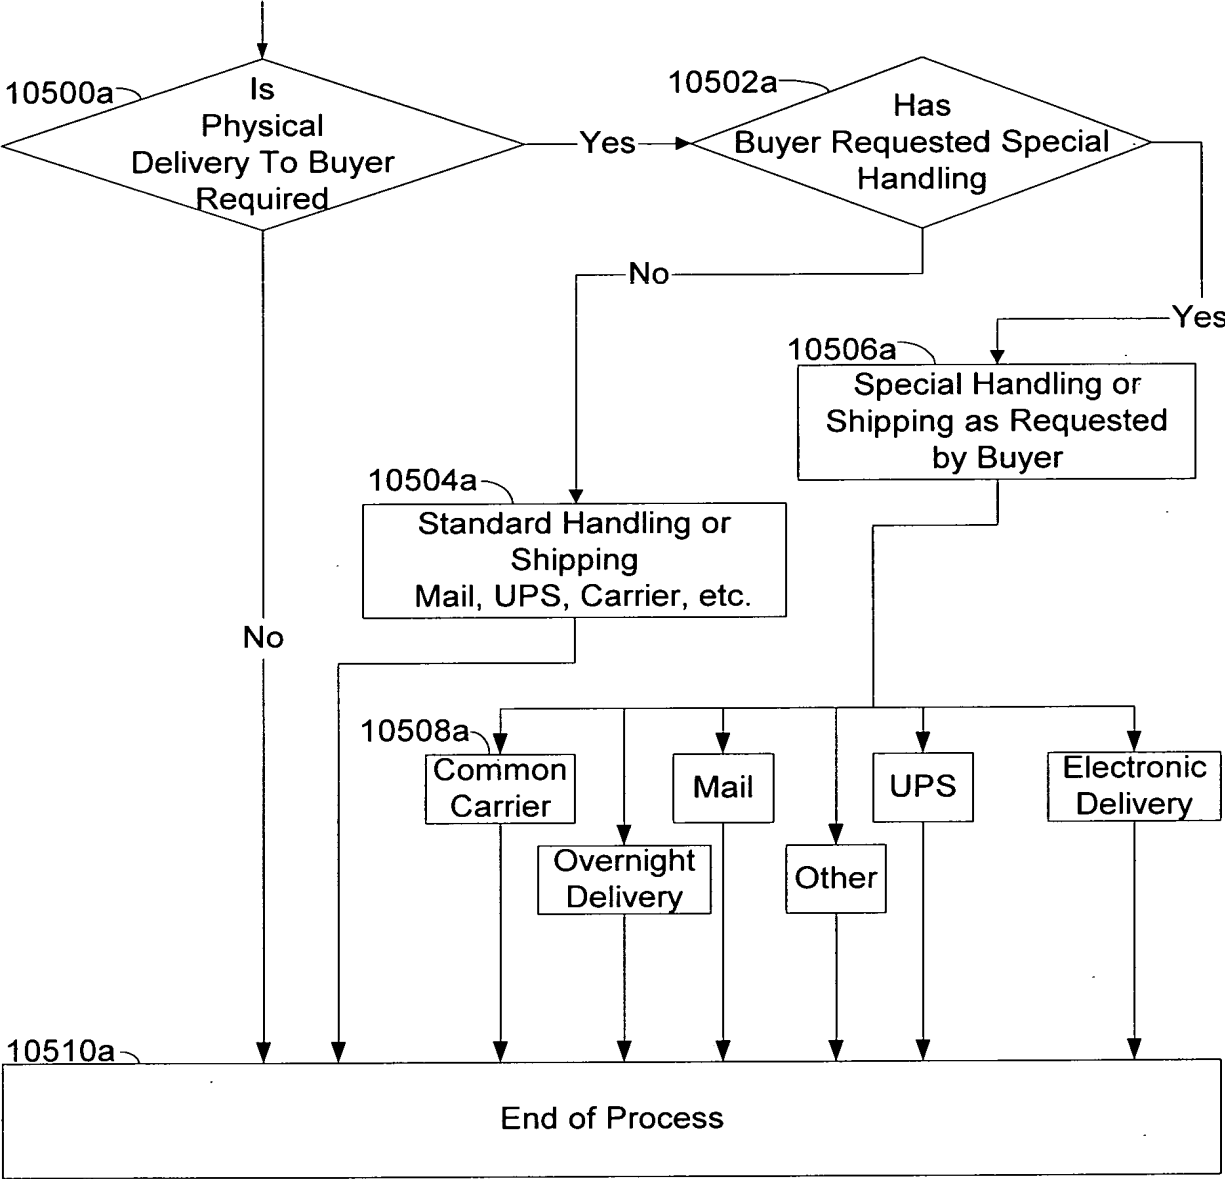 10500a
Is
Physical
Delivery To Buyer
Required
Yes
10502a
Has
Buyer Requested Special
Handling
No
Yes
10506a
Special Handling or
Shipping as Requested
by Buyer
10504a
Standard Handling or
Shipping
Mail, UPS, Carrier, etc.
No
10508a
Common
Carrier
Mail
UPS
Electronic
Delivery
Overnight
Delivery
Other
10510a
End of Process